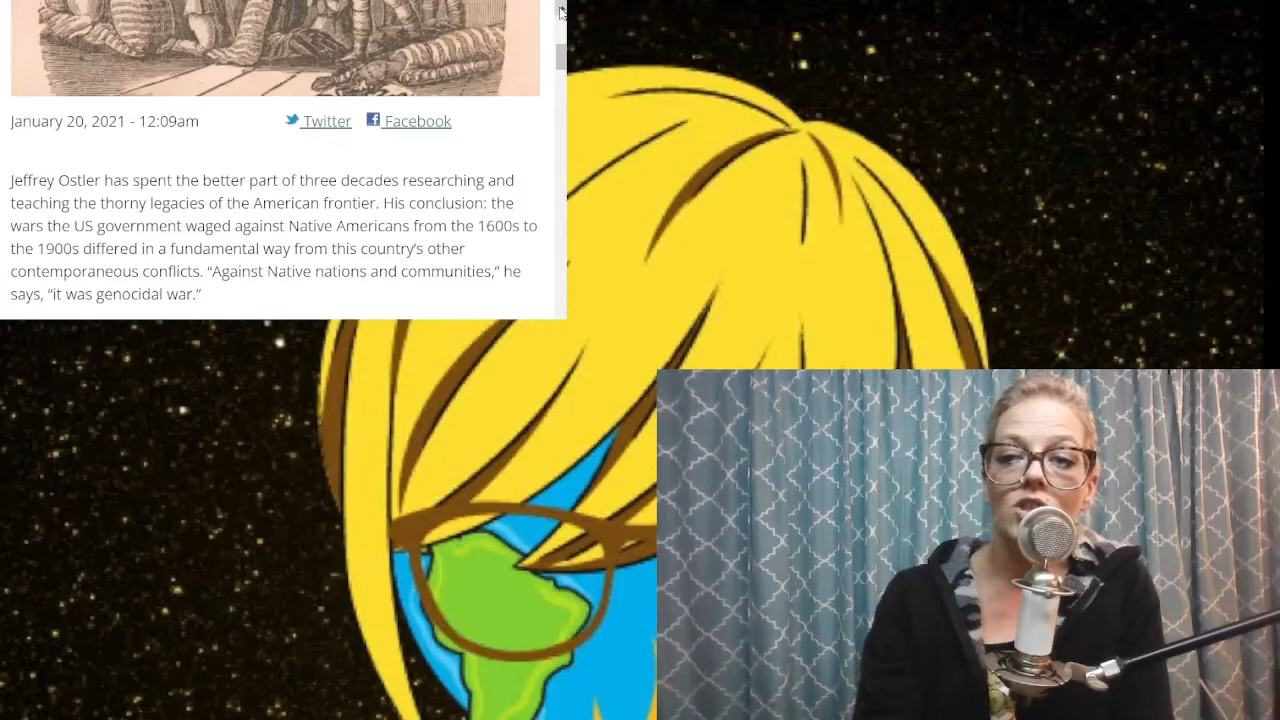 January 20, 2021 - 12:09am Twitter Facebook
Jeffrey Ostler has spent the better part of three decades researching and
teaching the thorny legacies of the American frontier. His conclusion: the
wars the US government waged against Native Americans from the 1600s to
the 1900s differed in a fundamental way from this country’s other
contemporaneous conflicts. “Against Native nations and communities,” he
says, “it was genocidal war.”